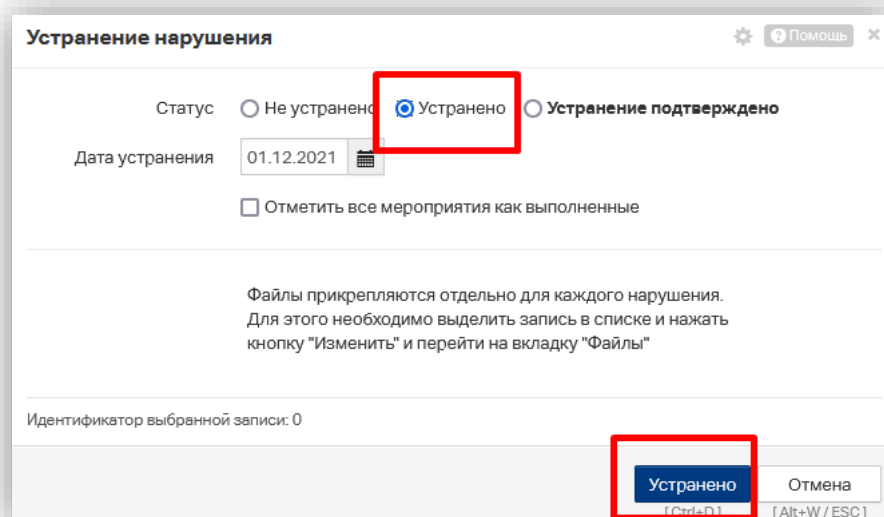 Устранение нарушения
Помощь
Статус Не устранено Устранено Устранение подтверждено
Дата устранения 01.12.2021
Отметить все мероприятия как выполненные
Файлы прикрепляются отдельно для каждого нарушения.
Для этого необходимо выделить запись в списке и нажать
кнопку "Изменить" и перейти на вкладку "Файлы"
Идентификатор выбранной записи: 0
Устранено Отмена
[Ctrl+D] [Alt+W / ESC]